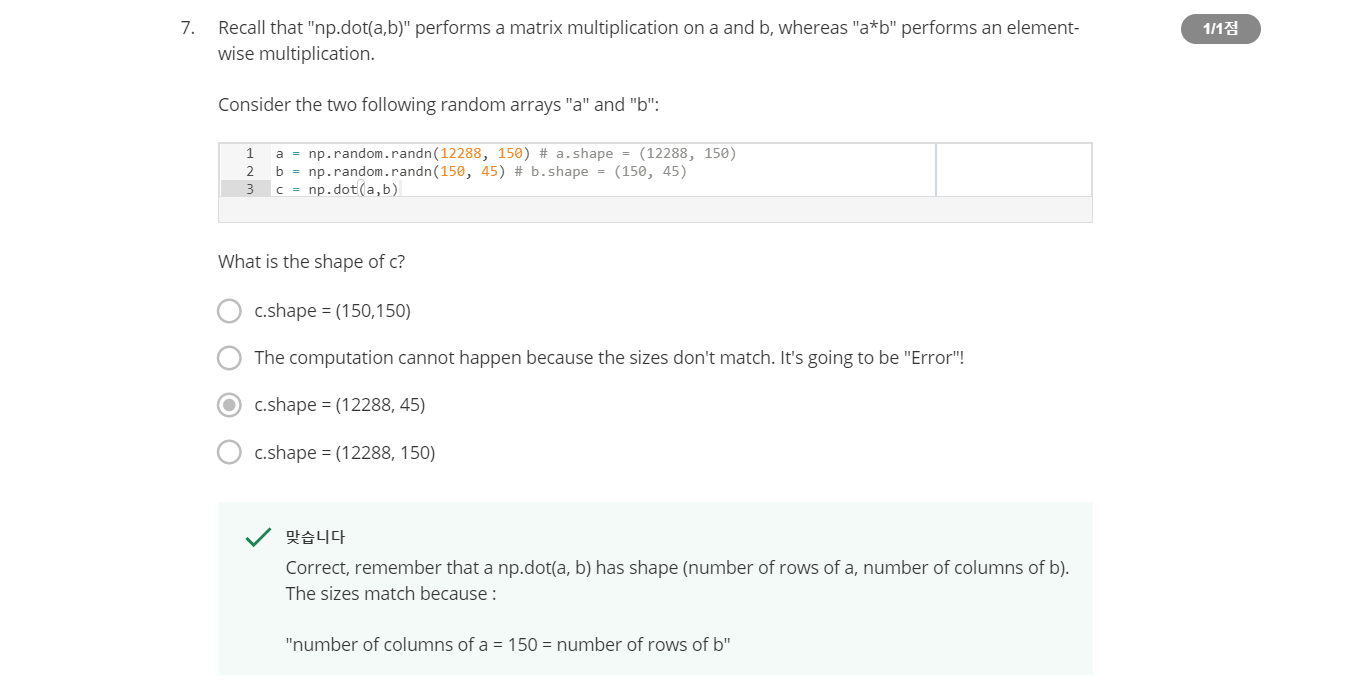 7. Recall that "np.dot(a,b)" performs a matrix multiplication on a and b, whereas "a*b" performs an element-
wise multiplication.
1/1점
Consider the two following random arrays "a" and "b":
1 a = np.random.randn(12288, 150) # a.shape = (12288, 150)
2 b = np.random.randn(150, 45) # b.shape = (150, 45)
3 c = np.dot(a,b)
What is the shape of c?
c.shape = (150,150)
The computation cannot happen because the sizes don't match. It's going to be "Error"!
c.shape = (12288, 45)
c.shape = (12288, 150)
맞습니다
Correct, remember that a np.dot(a, b) has shape (number of rows of a, number of columns of b).
The sizes match because :
"number of columns of a = 150 = number of rows of b"